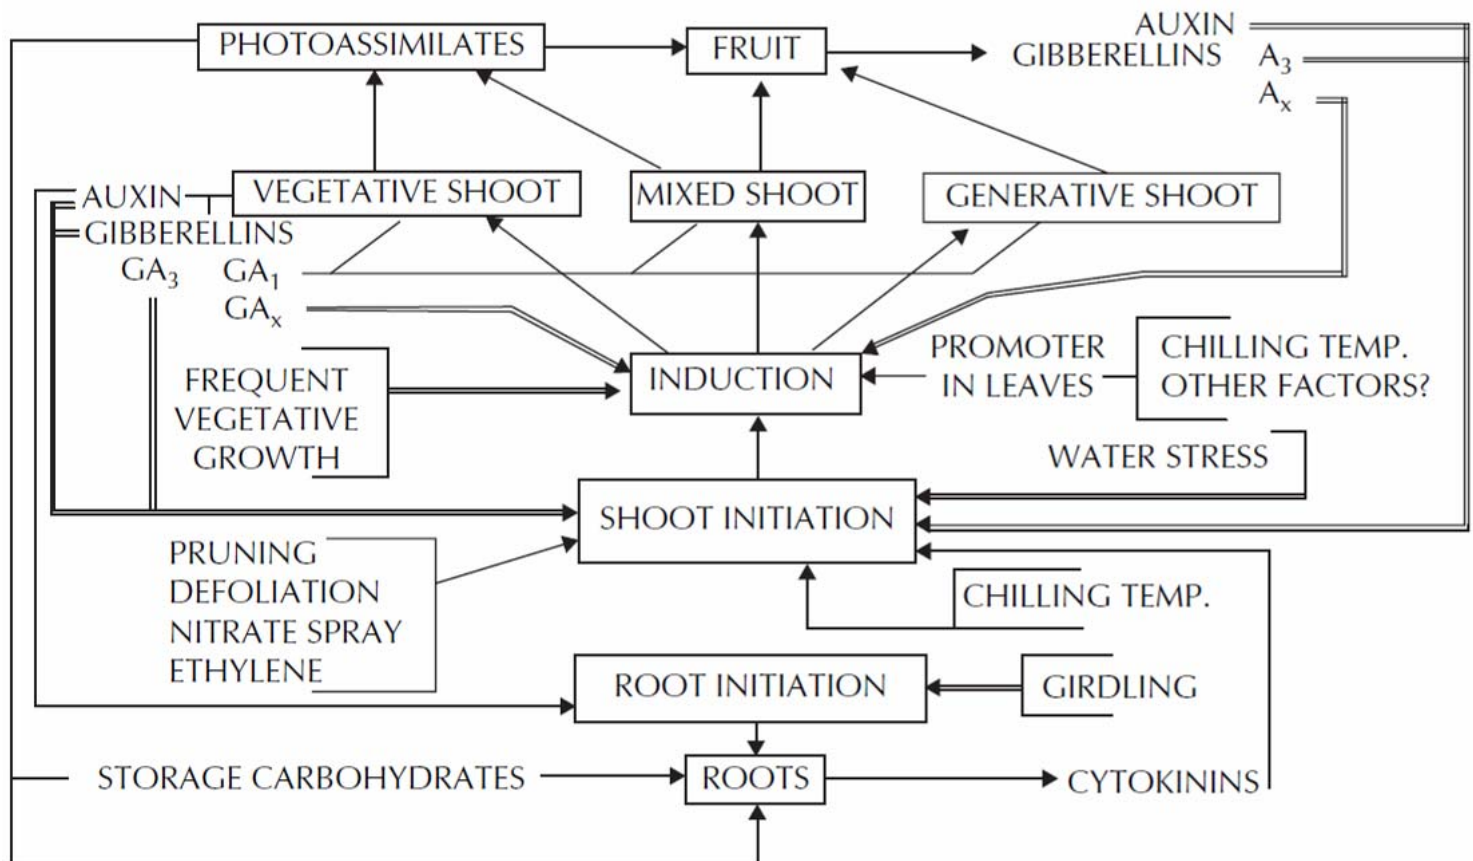 PHOTOASSIMILATES
FRUIT
AUXIN
GIBBERELLINS A₃
Aₓ
AUXIN
VEGETATIVE SHOOT
MIXED SHOOT
GENERATIVE SHOOT
GIBBERELLINS
GA₃ GA₁
GAₓ
FREQUENT
VEGETATIVE
GROWTH
INDUCTION
PROMOTER
IN LEAVES
CHILLING TEMP.
OTHER FACTORS?
WATER STRESS
SHOOT INITIATION
PRUNING
DEFOLIATION
NITRATE SPRAY
ETHYLENE
CHILLING TEMP.
ROOT INITIATION
GIRDLING
STORAGE CARBOHYDRATES
ROOTS
CYTOKININS